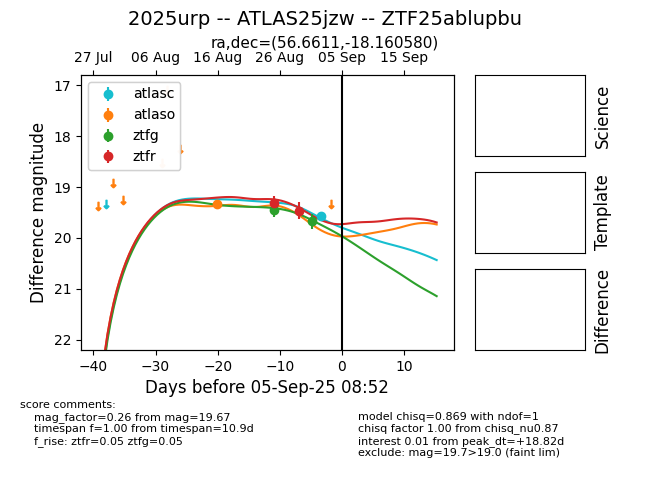 2025urp -- ATLAS25jzw -- ZTF25ablupbu
ra,dec=(56.6611,-18.160580)
27 Jul 06 Aug 16 Aug 26 Aug 05 Sep 15 Sep
17
18
19
20
21
22
Difference magnitude
atlasc
atlaso
ztfg
ztfr
−40 −30 −20 −10 0 10
Days before 05-Sep-25 08:52
Science
Template
Difference
score comments:
mag_factor=0.26 from mag=19.67
timespan f=1.00 from timespan=10.9d
f_rise: ztfr=0.05 ztfg=0.05
model chisq=0.869 with ndof=1
chisq factor 1.00 from chisq_nu0.87
interest 0.01 from peak_dt=+18.82d
exclude: mag=19.7>19.0 (faint lim)